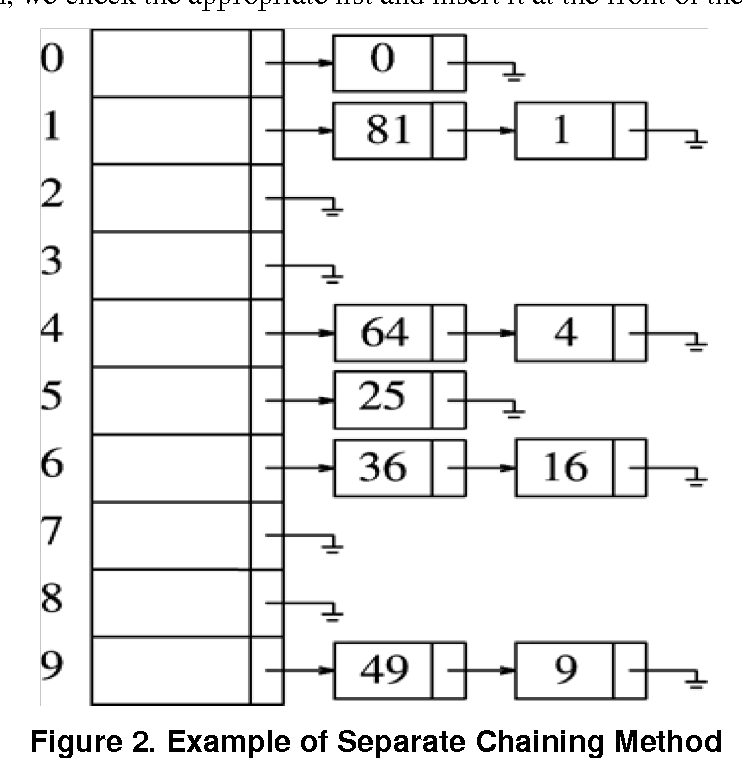 we check the appropriate list and insert it at the front of the
0 0
1 81 1
2
3
4 64 4
5 25
6 36 16
7
8
9 49 9
Figure 2. Example of Separate Chaining Method